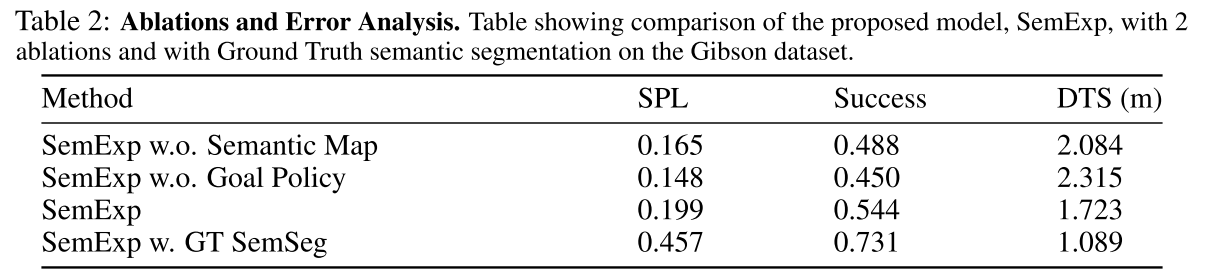 Table 2: Ablations and Error Analysis. Table showing comparison of the proposed model, SemExp, with 2
ablations and with Ground Truth semantic segmentation on the Gibson dataset.
Method SPL Success DTS (m)
SemExp w.o. Semantic Map 0.165 0.488 2.084
SemExp w.o. Goal Policy 0.148 0.450 2.315
SemExp 0.199 0.544 1.723
SemExp w. GT SemSeg 0.457 0.731 1.089